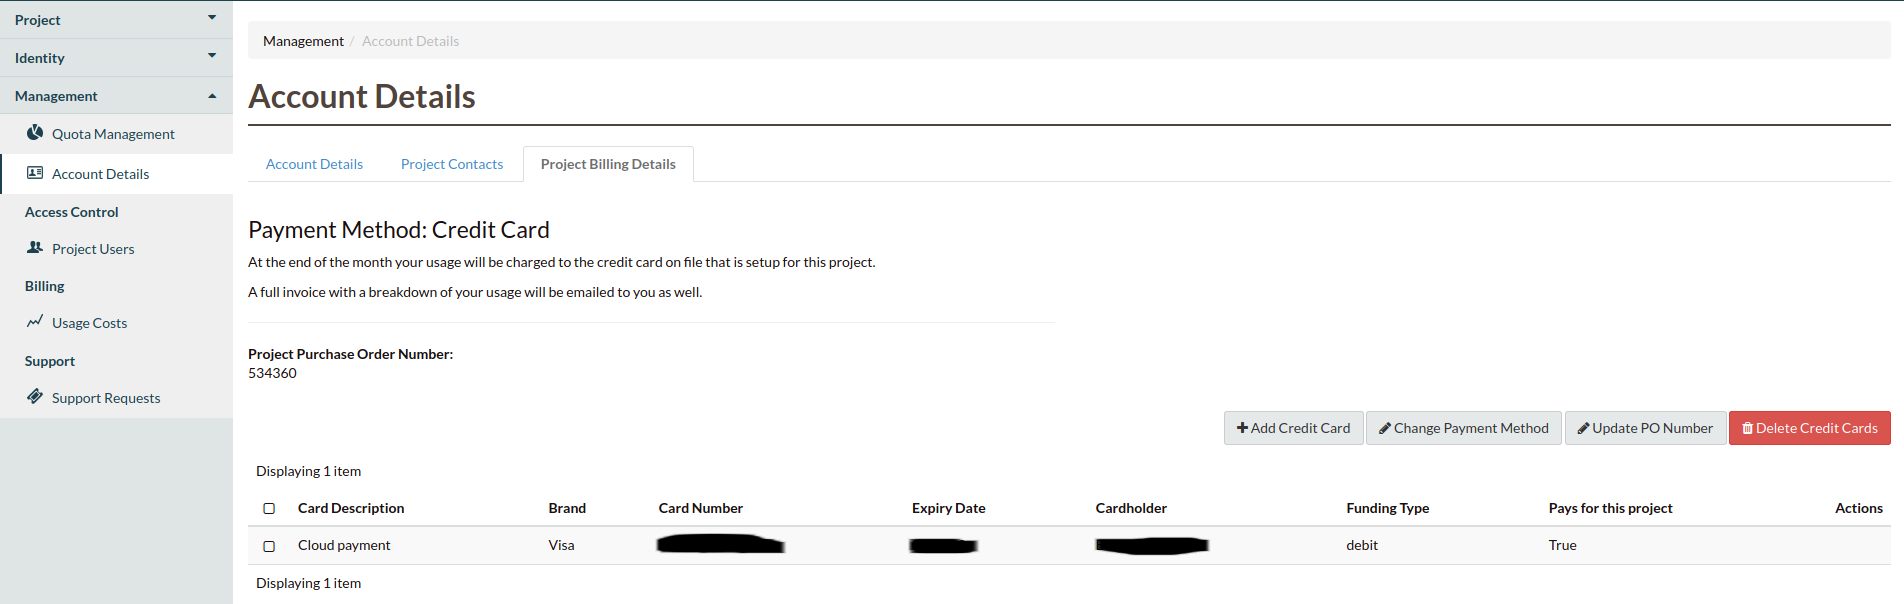 Project
Identity
Management
Quota Management
Account Details
Access Control
Project Users
Billing
Usage Costs
Support
Support Requests
Management / Account Details
Account Details
Account Details Project Contacts Project Billing Details
Payment Method: Credit Card
At the end of the month your usage will be charged to the credit card on file that is setup for this project.
A full invoice with a breakdown of your usage will be emailed to you as well.
Project Purchase Order Number:
534360
Add Credit Card Change Payment Method Update PO Number Delete Credit Cards
Displaying 1 item
Card Description Brand Card Number Expiry Date Cardholder Funding Type Pays for this project Actions
Cloud payment Visa debit True
Displaying 1 item